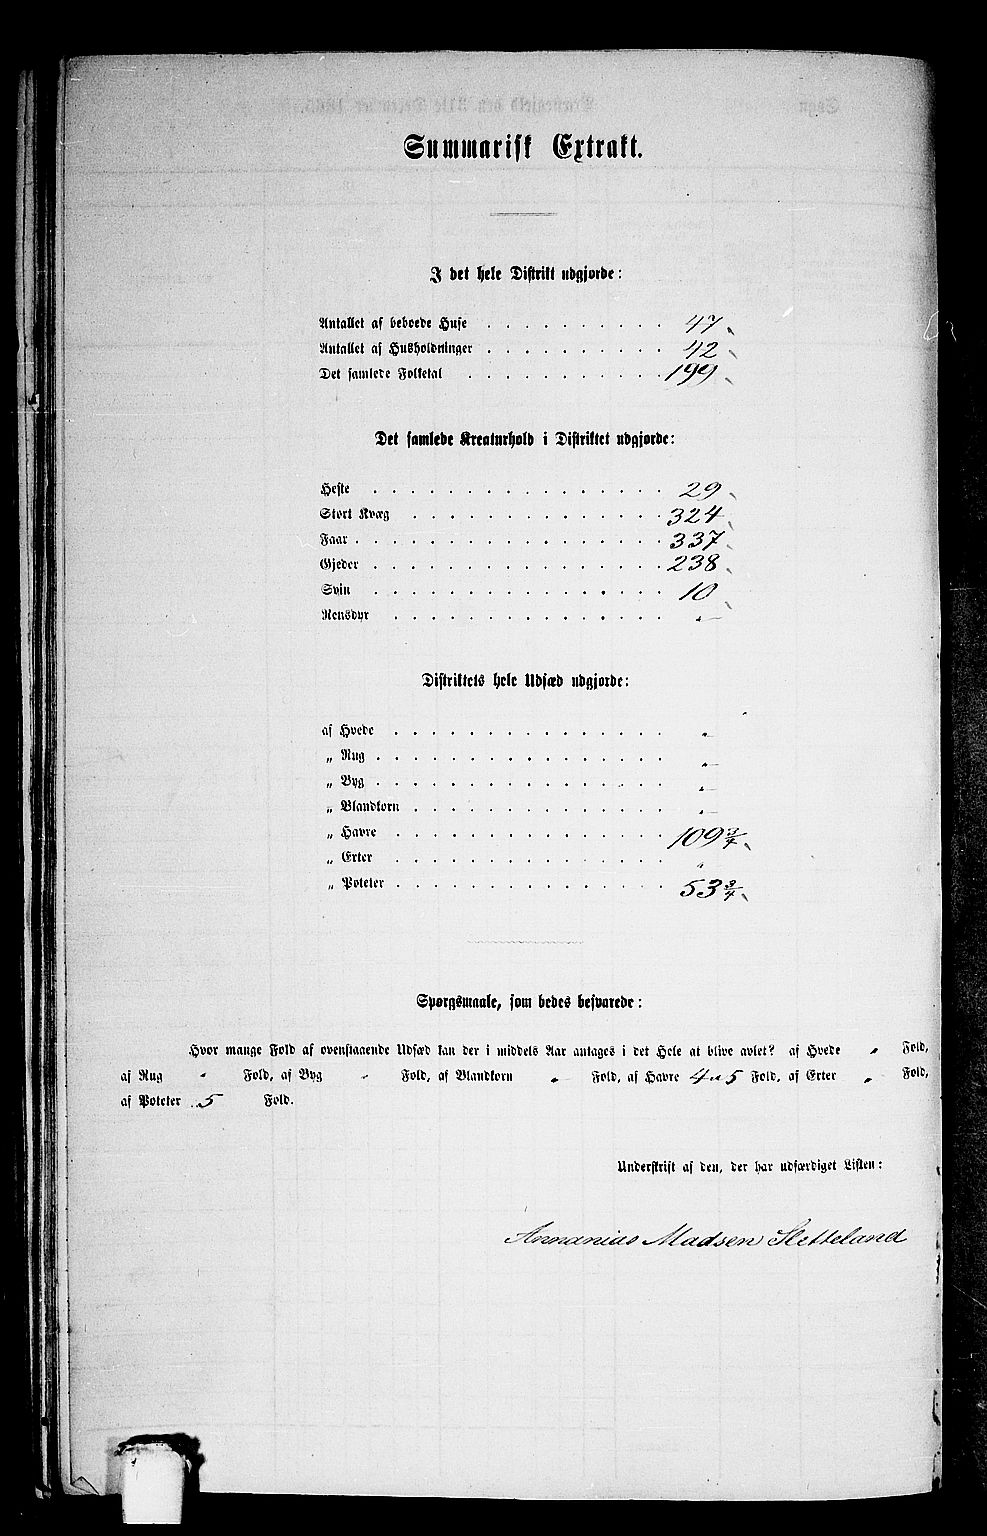 Summarisk Extrakt.
I det hele Distrikt udgjorde:
Antallet af beboede Huse . . . . . . . . . . 47
Antallet af Husholdninger . . . . . . . . . . 42
Det samlede Folketal . . . . . . . . . . . 199
Det samlede Kreaturhold i Distriktet udgjorde:
Heste . . . . . . . . . . . . . . . . 29
Stort Kvæg . . . . . . . . . . . . . . 324
Faar . . . . . . . . . . . . . . . . . 337
Gjeder . . . . . . . . . . . . . . . . 238
Svin . . . . . . . . . . . . . . . . 10
Rensdyr . . . . . . . . . . . . . . . „
Distriktets hele Udsæd udgjorde:
af Hvede . . . . . . . . . . . . . . . „
„ Rug . . . . . . . . . . . . . . . . „
„ Byg . . . . . . . . . . . . . . . . „
„ Blandkorn . . . . . . . . . . . . . . „
„ Havre . . . . . . . . . . . . . . . 109 3/4
„ Erter . . . . . . . . . . . . . . . „
„ Poteter . . . . . . . . . . . . . . . 53 3/4
Spørgsmaale, som bedes besvarede:
Hvor mange Fold af ovenstaaende Udsæd kan der i middels Aar antages i det Hele at blive avlet? af Hvede „ Fold,
af Rug „ Fold, af Byg „ Fold, af Blandkorn „ Fold, af Havre 4 a 5 Fold, af Erter „ Fold,
af Poteter 5 Fold.
Underskrift af den, der har udfærdiget Listen:
Annanias Madsen Sletteland